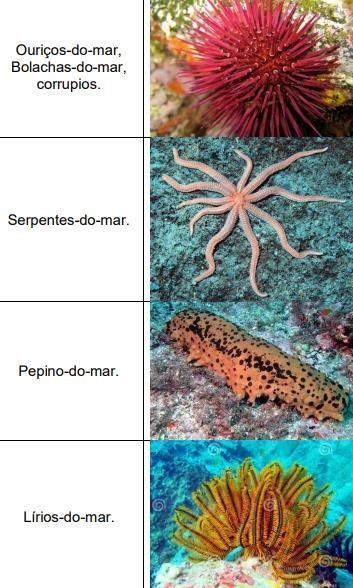 Ouriços-do-mar,
Bolachas-do-mar,
corrupios.
Serpentes-do-mar.
Pepino-do-mar.
Lírios-do-mar.